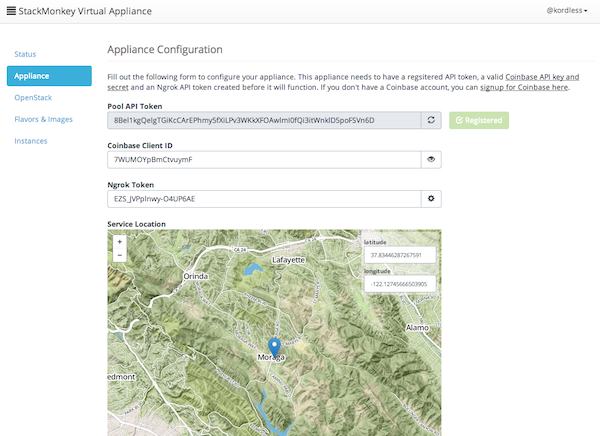 StackMonkey Virtual Appliance
@kordless
Status
Appliance
OpenStack
Flavors & Images
Instances
Appliance Configuration
Fill out the following form to configure your appliance. This appliance needs to have a regsitered API token, a valid Coinbase API key and
secret and an Ngrok API token created before it will function. If you don't have a Coinbase account, you can signup for Coinbase here.
Pool API Token
8Bel1kgQelgTGiKcCArEPhmy5fXiLPv3WKkXFOAwlmI0fQi3itWnklD5poFSVn6D
Registered
Coinbase Client ID
7WUMOYpBmCtvuymF
Ngrok Token
EZS_JVPpInwy-O4UP6AE
Service Location
+
−
latitude
37.83446287267591
longitude
-122.12745666503905
CA 24
CA 24
Lafayette
Orinda
Moraga
Alamo
edmont